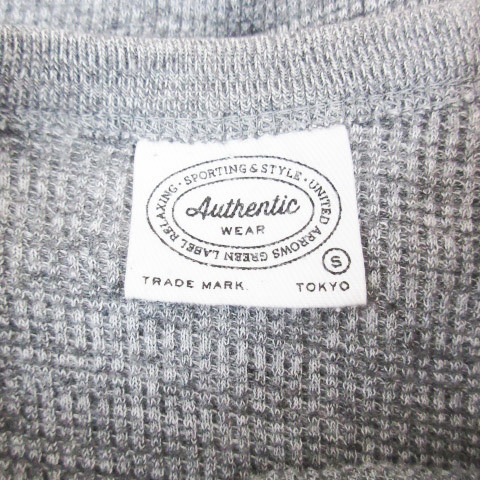 · SPORTING & STYLE · UNITED ARROWS GREEN LABEL RELAXING
Authentic
WEAR
S
TRADE MARK. TOKYO